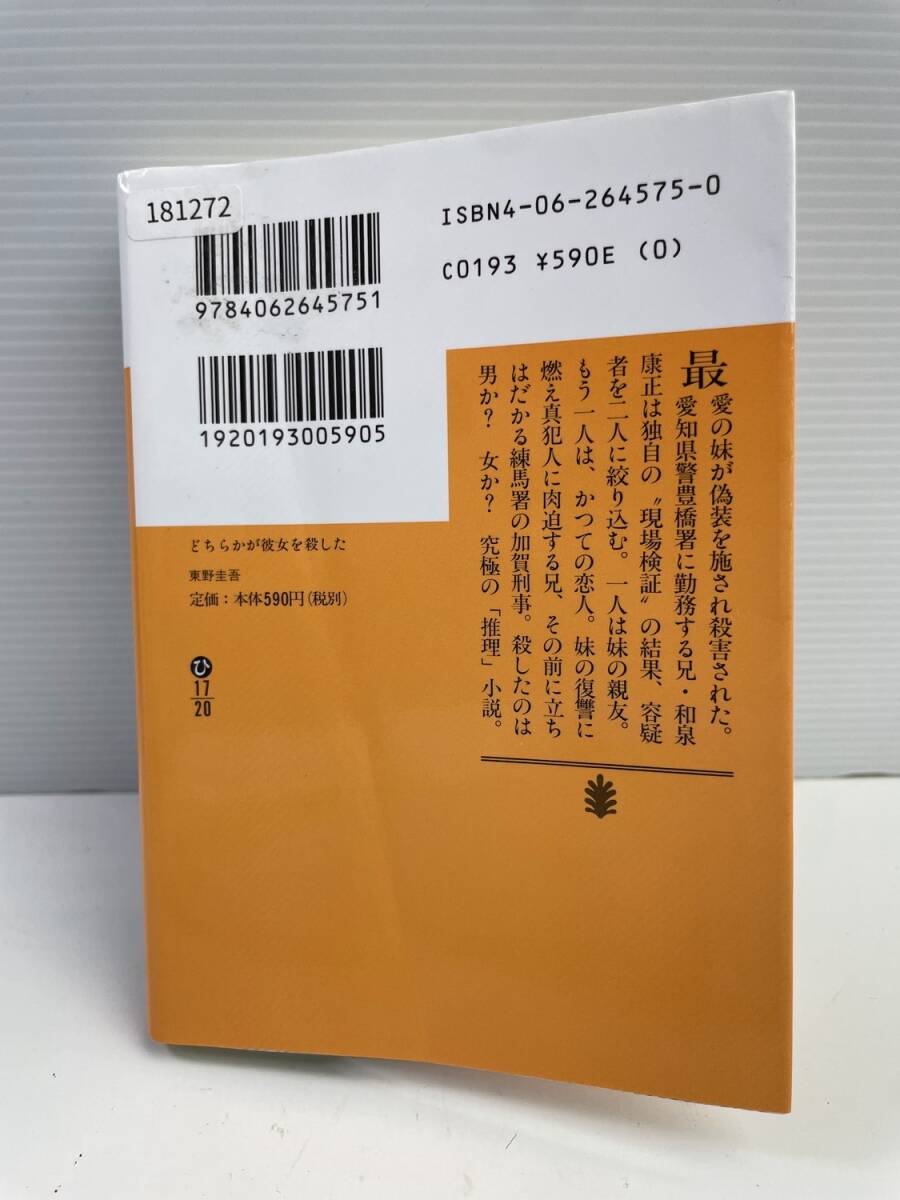 181272
9784062645751
1920193005905
ISBN4-06-264575-0
C0193 ¥590E (0)
最愛の妹が偽装を施され殺害された。
愛知県警豊橋署に勤務する兄・和泉
康正は独自の〝現場検証〟の結果、容疑
者を二人に絞り込む。一人は妹の親友。
もう一人は、かつての恋人。妹の復讐に
燃え真犯人に肉迫する兄、その前に立ち
はだかる練馬署の加賀刑事。殺したのは
男か? 女か? 究極の「推理」小説。
どちらかが彼女を殺した
東野圭吾
定価:本体590円(税別)
ひ
17
20